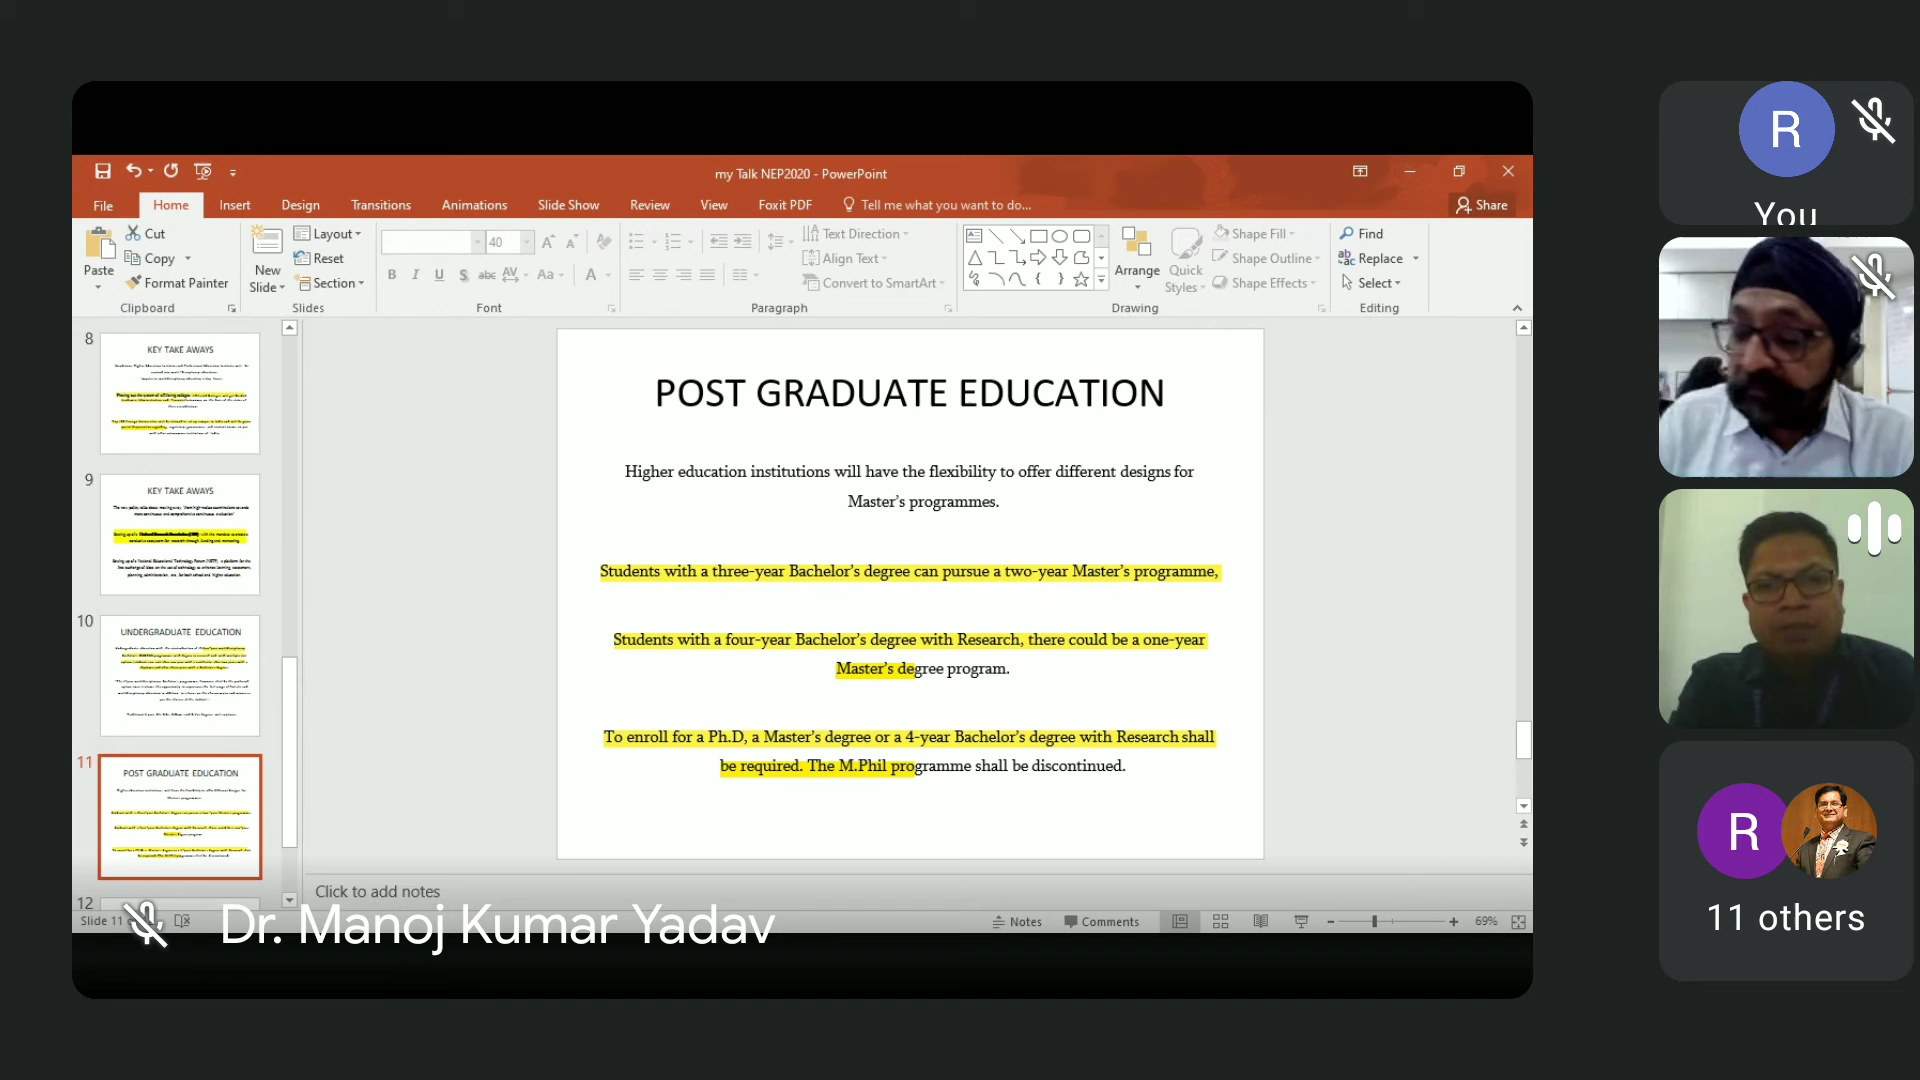 my Talk NEP2020 - PowerPoint
File Home Insert Design Transitions Animations Slide Show Review View Foxit PDF Tell me what you want to do... Share
Paste
Cut
Copy
Format Painter
Clipboard
New Slide
Layout
Reset
Section
Slides
40
B I U S abc AV Aa A
Font
Text Direction
Align Text
Convert to SmartArt
Paragraph
Arrange
Quick Styles
Shape Fill
Shape Outline
Shape Effects
Drawing
Find
Replace
Select
Editing
8
KEY TAKE AWAYS
9
KEY TAKE AWAYS
10
UNDERGRADUATE EDUCATION
11
POST GRADUATE EDUCATION
12
POST GRADUATE EDUCATION
Higher education institutions will have the flexibility to offer different designs for
Master's programmes.
Students with a three-year Bachelor's degree can pursue a two-year Master's programme,
Students with a four-year Bachelor's degree with Research, there could be a one-year
Master's degree program.
To enroll for a Ph.D, a Master's degree or a 4-year Bachelor's degree with Research shall
be required. The M.Phil programme shall be discontinued.
Click to add notes
Slide 11
Notes Comments 69%
Dr. Manoj Kumar Yadav
R
You
R
11 others